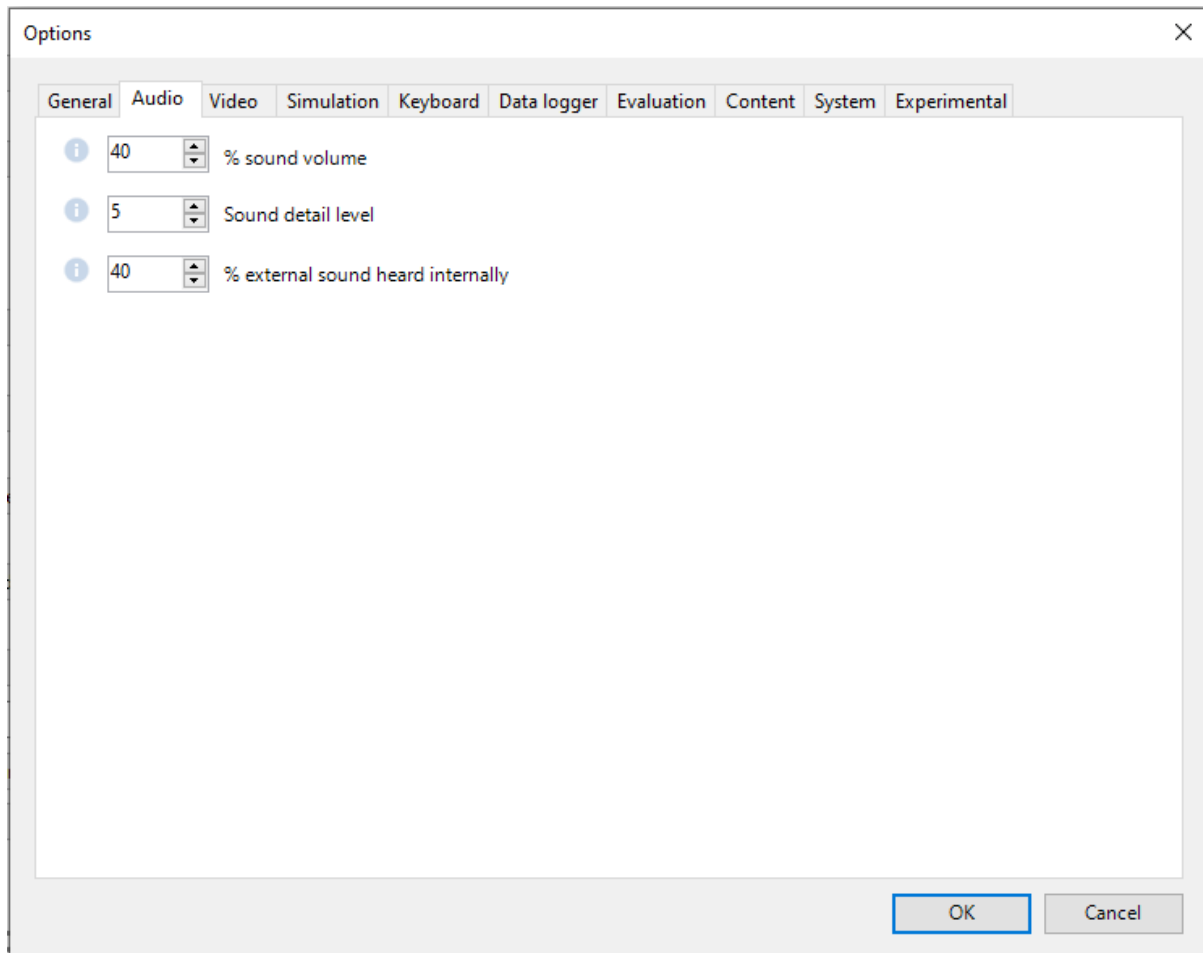 Options
General Audio Video Simulation Keyboard Data logger Evaluation Content System Experimental
40 % sound volume
5 Sound detail level
40 % external sound heard internally
OK Cancel